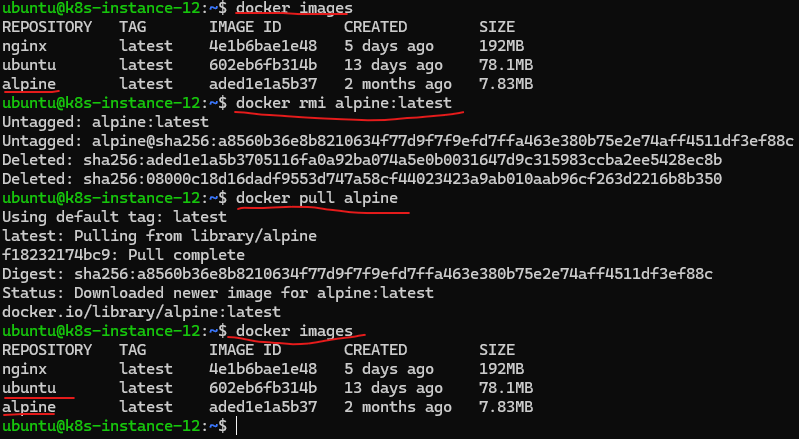 ubuntu@k8s-instance-12:~$ docker images
REPOSITORY   TAG       IMAGE ID       CREATED        SIZE
nginx        latest    4e1b6bae1e48   5 days ago     192MB
ubuntu       latest    602eb6fb314b   13 days ago    78.1MB
alpine       latest    aded1e1a5b37   2 months ago   7.83MB
ubuntu@k8s-instance-12:~$ docker rmi alpine:latest
Untagged: alpine:latest
Untagged: alpine@sha256:a8560b36e8b8210634f77d9f7f9efd7ffa463e380b75e2e74aff4511df3ef88c
Deleted: sha256:aded1e1a5b3705116fa0a92ba074a5e0b0031647d9c315983ccba2ee5428ec8b
Deleted: sha256:08000c18d16dadf9553d747a58cf44023423a9ab010aab96cf263d2216b8b350
ubuntu@k8s-instance-12:~$ docker pull alpine
Using default tag: latest
latest: Pulling from library/alpine
f18232174bc9: Pull complete
Digest: sha256:a8560b36e8b8210634f77d9f7f9efd7ffa463e380b75e2e74aff4511df3ef88c
Status: Downloaded newer image for alpine:latest
docker.io/library/alpine:latest
ubuntu@k8s-instance-12:~$ docker images
REPOSITORY   TAG       IMAGE ID       CREATED        SIZE
nginx        latest    4e1b6bae1e48   5 days ago     192MB
ubuntu       latest    602eb6fb314b   13 days ago    78.1MB
alpine       latest    aded1e1a5b37   2 months ago   7.83MB
ubuntu@k8s-instance-12:~$